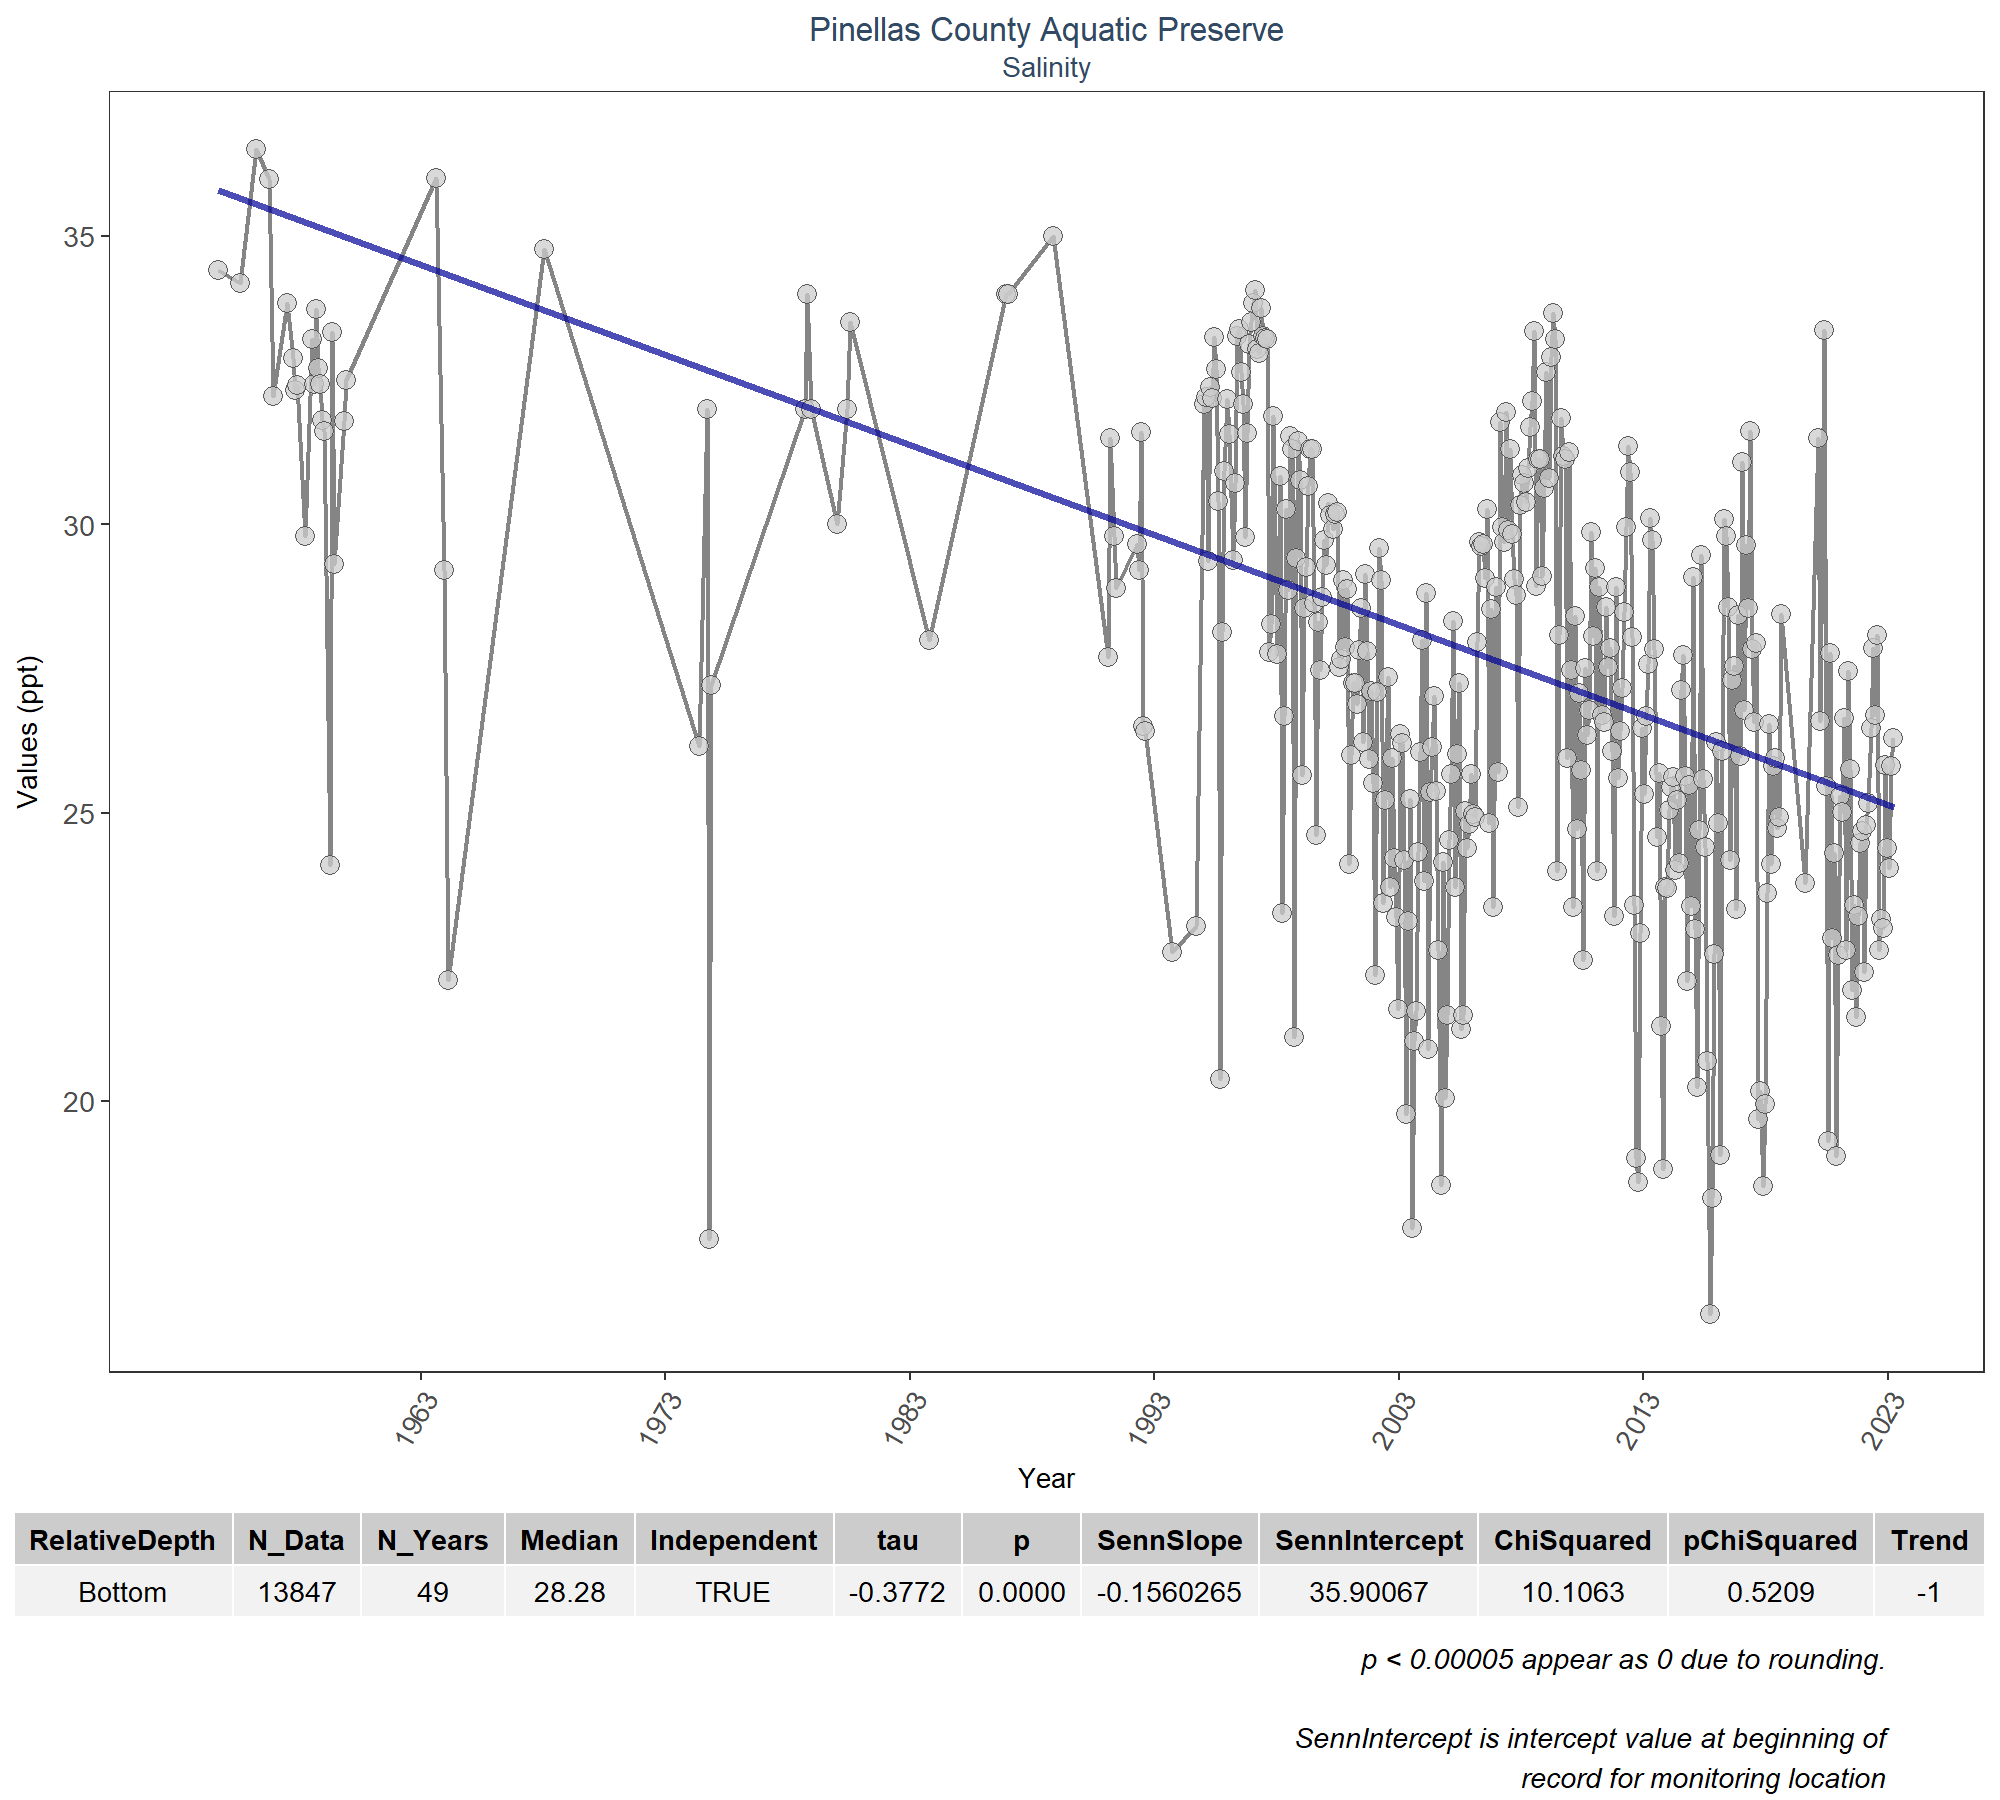 Pinellas County Aquatic Preserve
Salinity
Values (ppt)
35
30
25
20
1963 1973 1983 1993 2003 2013 2023
Year
RelativeDepth N_Data N_Years Median Independent tau p SennSlope SennIntercept ChiSquared pChiSquared Trend
Bottom 13847 49 28.28 TRUE -0.3772 0.0000 -0.1560265 35.90067 10.1063 0.5209 -1
p < 0.00005 appear as 0 due to rounding.
SennIntercept is intercept value at beginning of
record for monitoring location